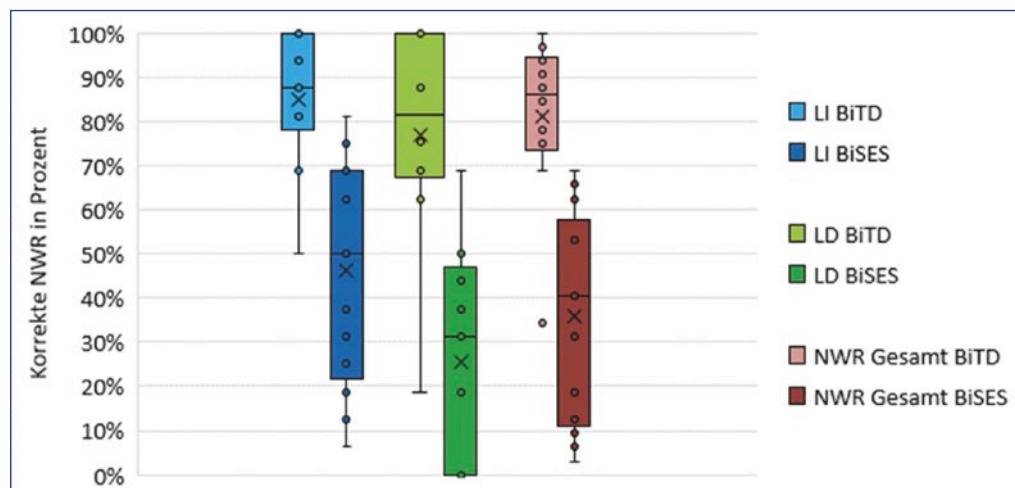 Korrekte NWR in Prozent
100%
90%
80%
70%
60%
50%
40%
30%
20%
10%
0%
LI BiTD
LI BiSES
LD BiTD
LD BiSES
NWR Gesamt BiTD
NWR Gesamt BiSES